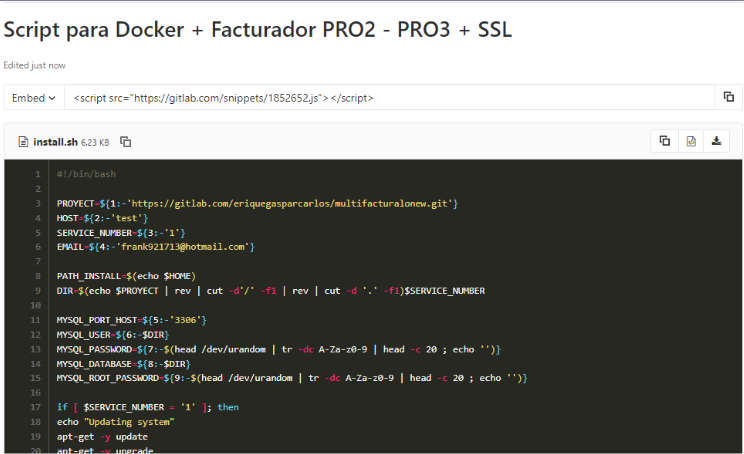 Script para Docker + Facturador PRO2 - PRO3 + SSL
Edited just now
Embed <script src="https://gitlab.com/snippets/1852652.js"></script>
install.sh 6.23 KB
1 #!/bin/bash
2
3 PROYECT=${1:-'https://gitlab.com/eriquegasparcarlos/multifacturalonew.git'}
4 HOST=${2:-'test'}
5 SERVICE_NUMBER=${3:-'1'}
6 EMAIL=${4:-'frank921713@hotmail.com'}
7
8 PATH_INSTALL=$(echo $HOME)
9 DIR=$(echo $PROYECT | rev | cut -d'/' -f1 | rev | cut -d '.' -f1)$SERVICE_NUMBER
10
11 MYSQL_PORT_HOST=${5:-'3306'}
12 MYSQL_USER=${6:-$DIR}
13 MYSQL_PASSWORD=${7:-$(head /dev/urandom | tr -dc A-Za-z0-9 | head -c 20 ; echo '')}
14 MYSQL_DATABASE=${8:-$DIR}
15 MYSQL_ROOT_PASSWORD=${9:-$(head /dev/urandom | tr -dc A-Za-z0-9 | head -c 20 ; echo '')}
16
17 if [ $SERVICE_NUMBER = '1' ]; then
18 echo "Updating system"
19 apt-get -y update
20 apt-get -y upgrade